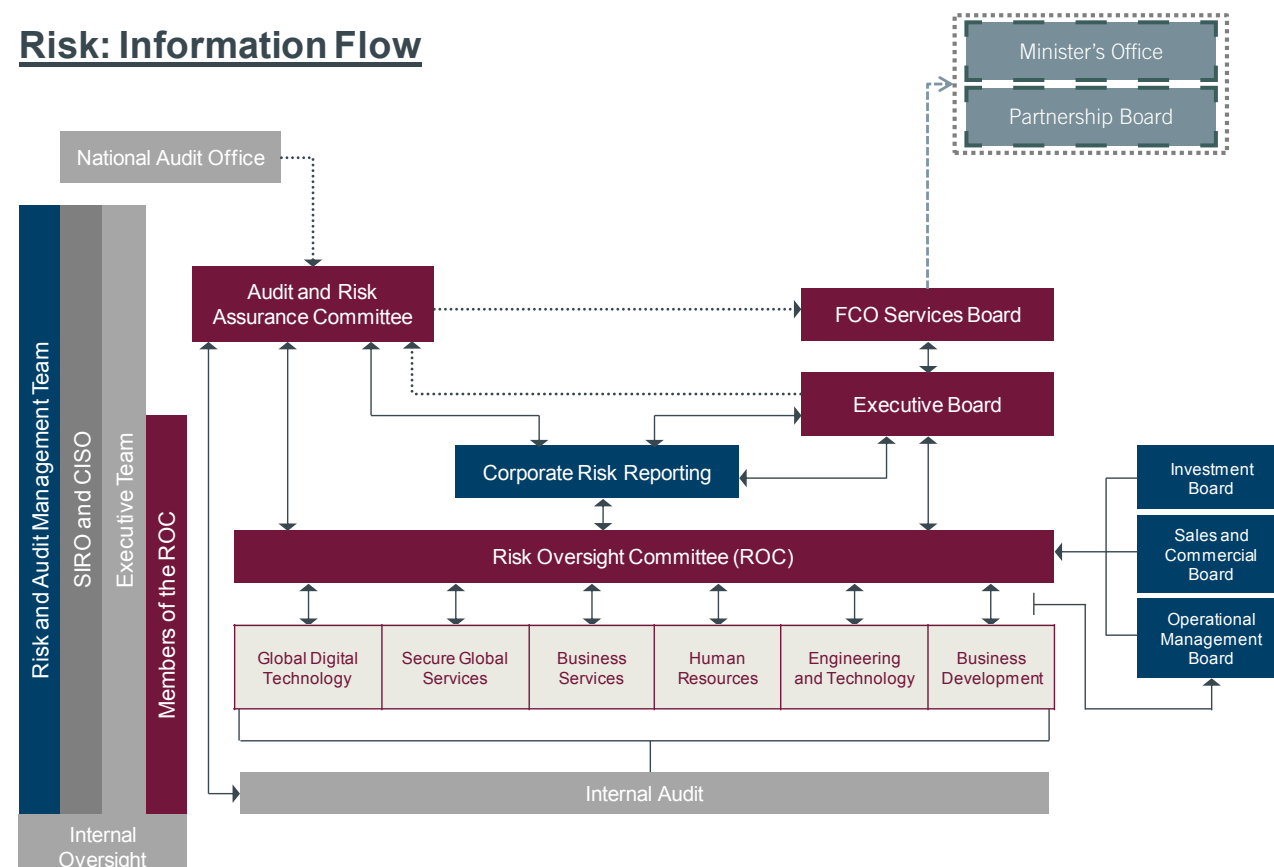 Risk: Information Flow
Minister's Office
Partnership Board
National Audit Office
Audit and Risk
Assurance Committee
FCO Services Board
Executive Board
Corporate Risk Reporting
Investment
Board
Sales and
Commercial
Board
Operational
Management
Board
Risk Oversight Committee (ROC)
Global Digital
Technology
Secure Global
Services
Business
Services
Human
Resources
Engineering
and Technology
Business
Development
Internal Audit
Risk and Audit Management Team
SIRO and CISO
Executive Team
Members of the ROC
Internal
Oversight